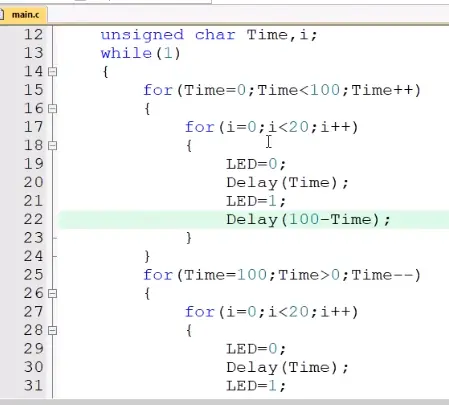 main.c
12 unsigned char Time,i;
13 while(1)
14 {
15 for(Time=0;Time<100;Time++)
16 {
17 for(i=0;i<20;i++)
18 {
19 LED=0;
20 Delay(Time);
21 LED=1;
22 Delay(100-Time);
23 }
24 }
25 for(Time=100;Time>0;Time--)
26 {
27 for(i=0;i<20;i++)
28 {
29 LED=0;
30 Delay(Time);
31 LED=1;